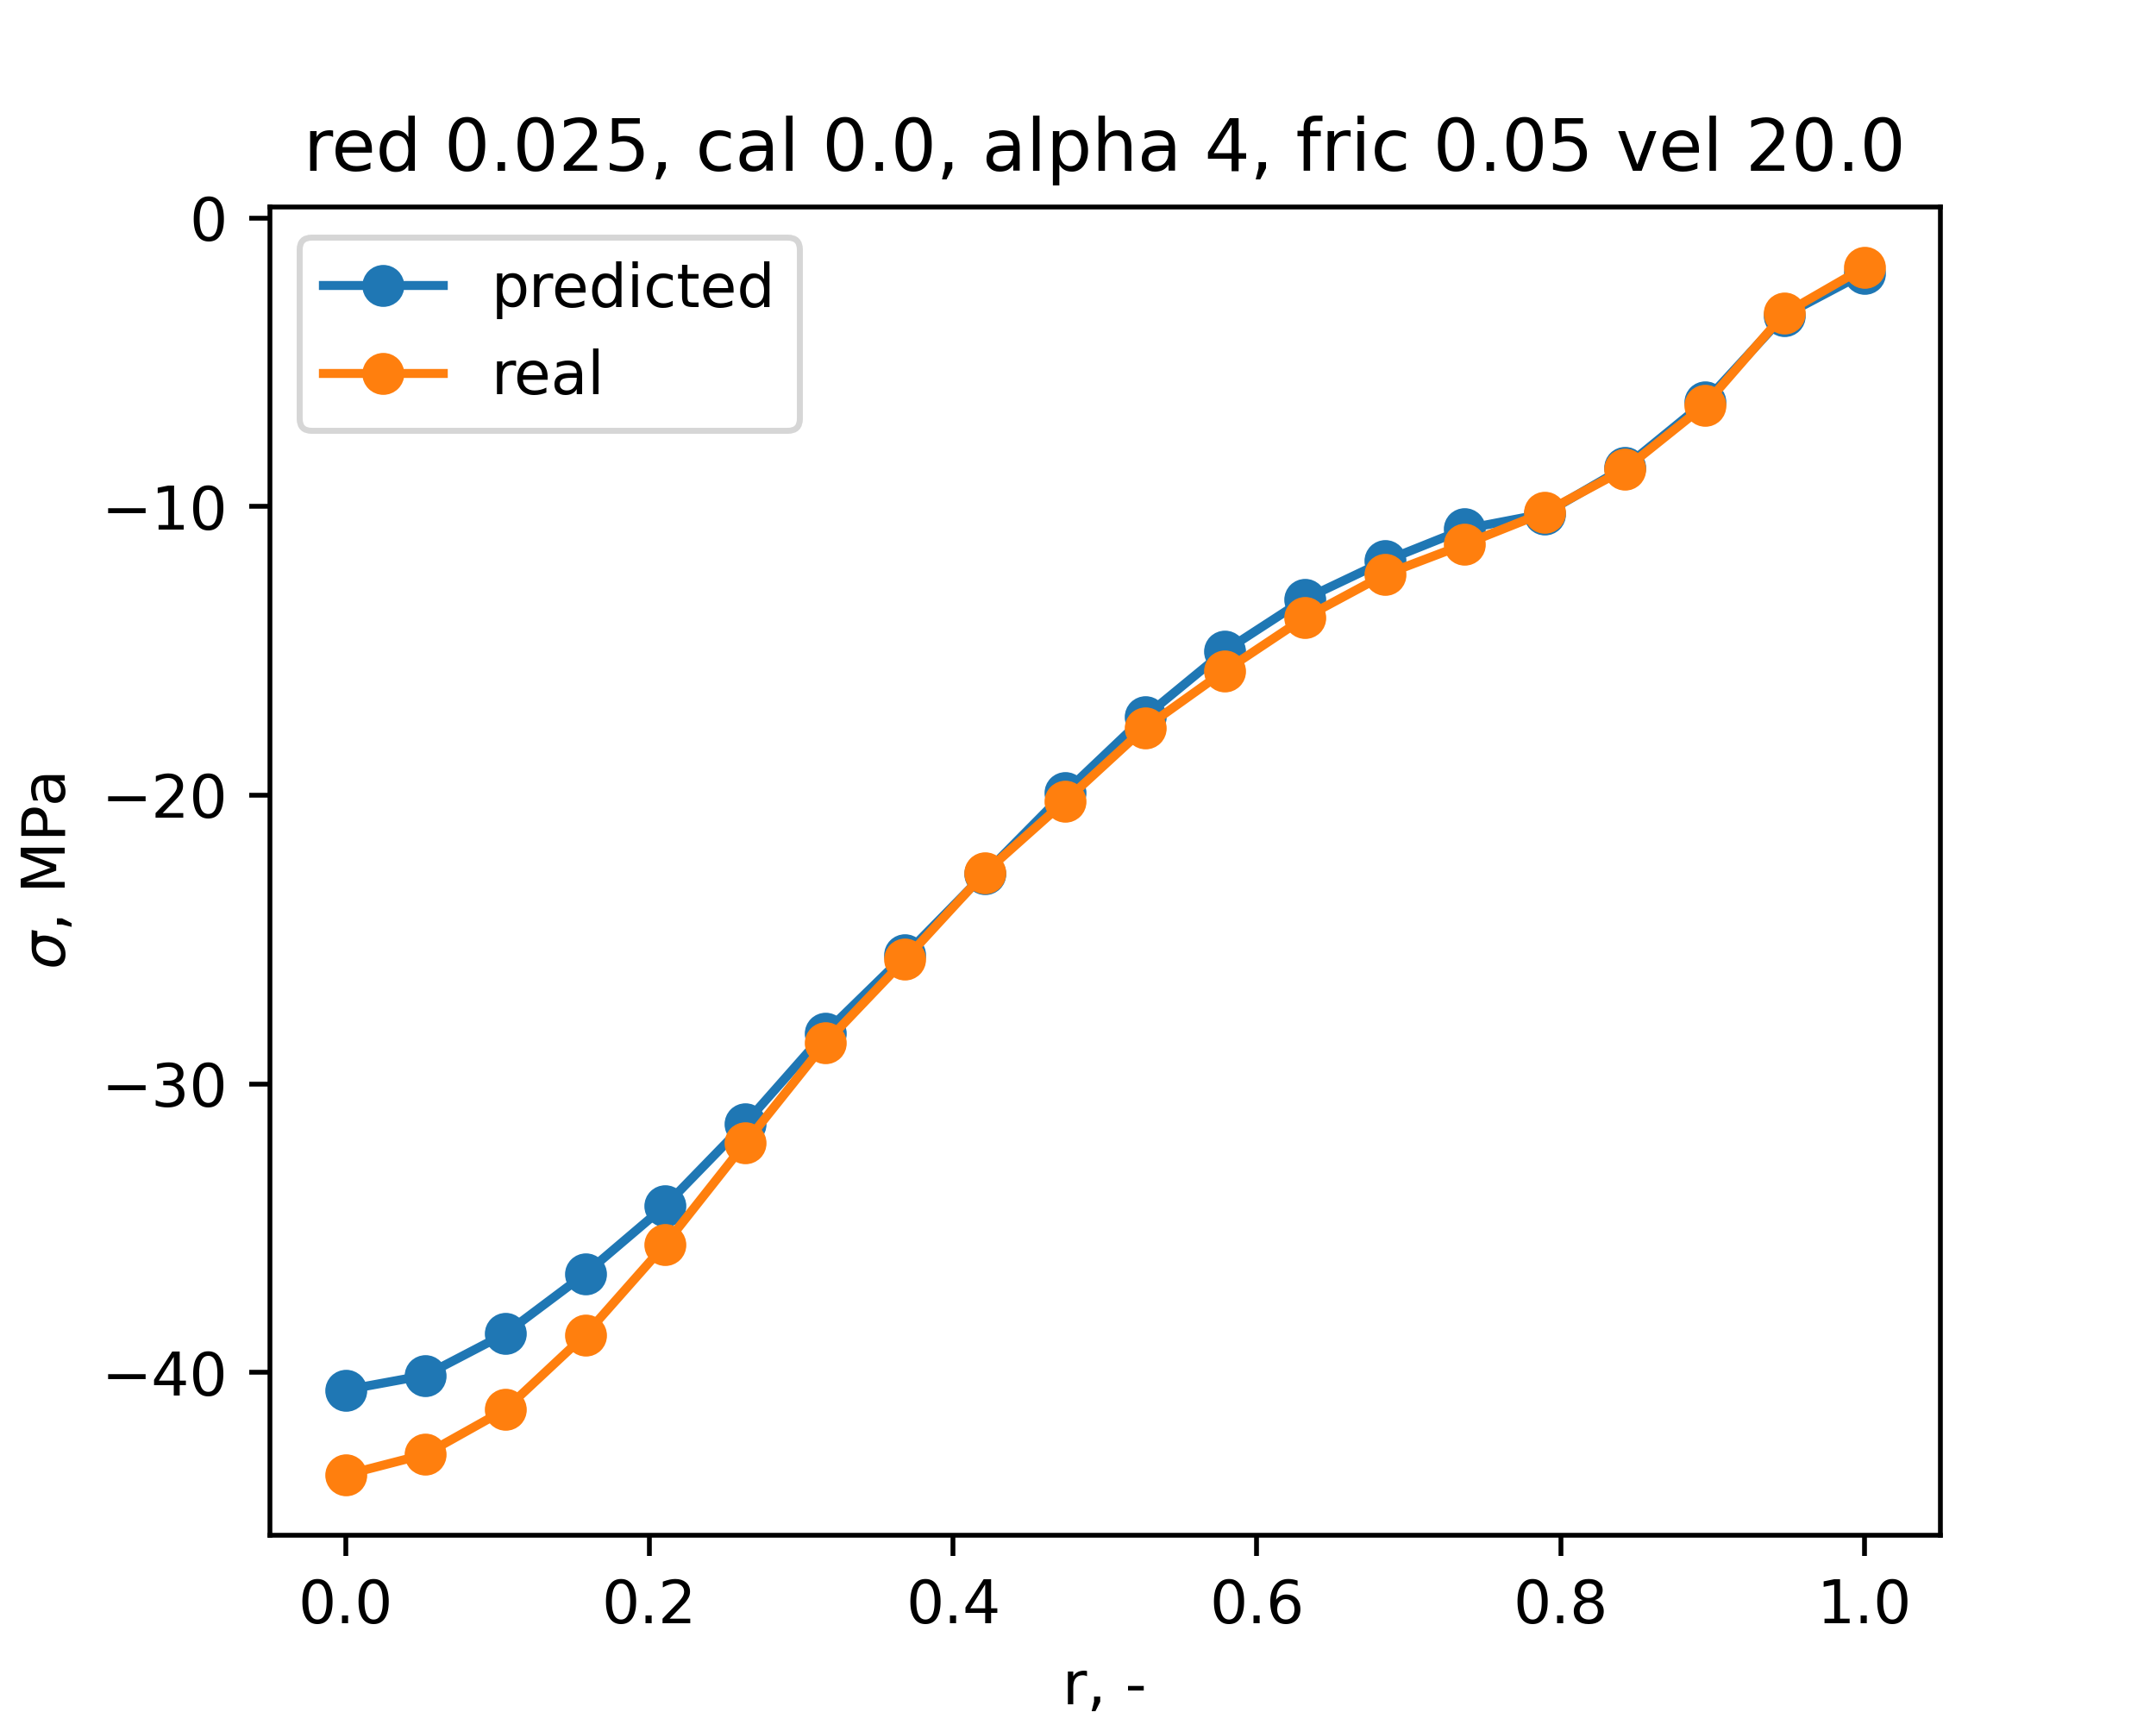 red 0.025, cal 0.0, alpha 4, fric 0.05 vel 20.0
predicted
real
0
−10
−20
−30
−40
σ, MPa
0.0 0.2 0.4 0.6 0.8 1.0
r, -